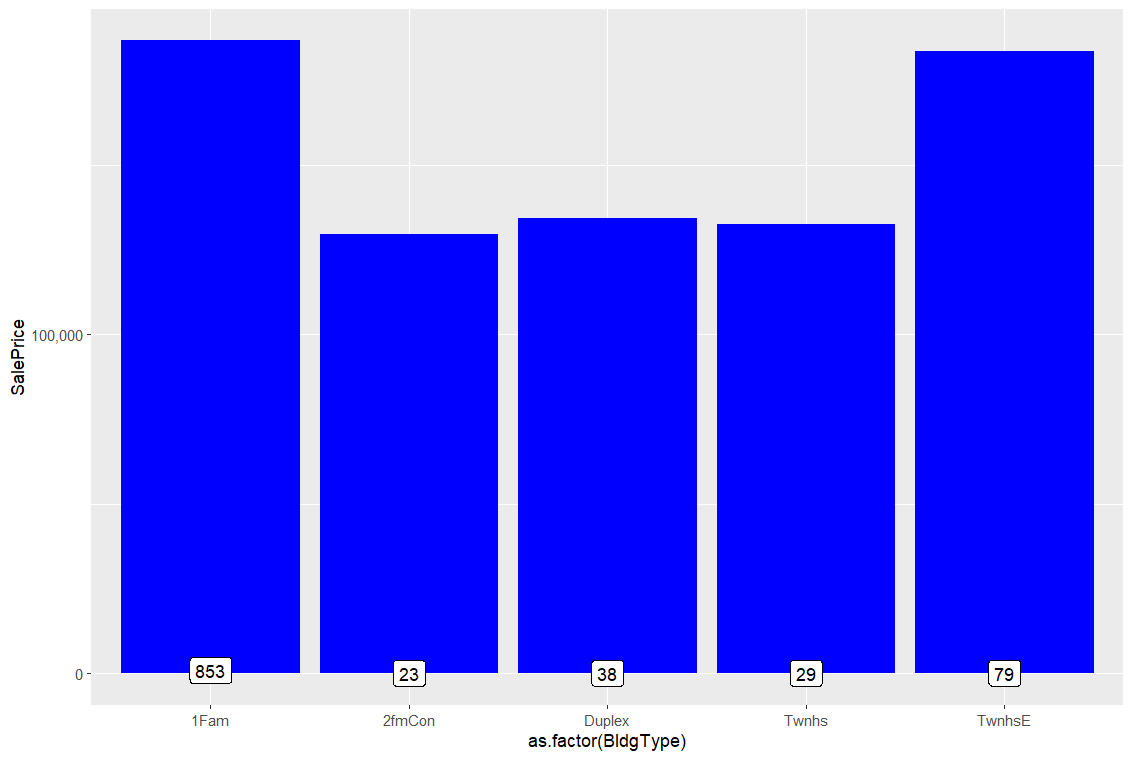 SalePrice
100,000
0
853
23
38
29
79
1Fam
2fmCon
Duplex
Twnhs
TwnhsE
as.factor(BldgType)